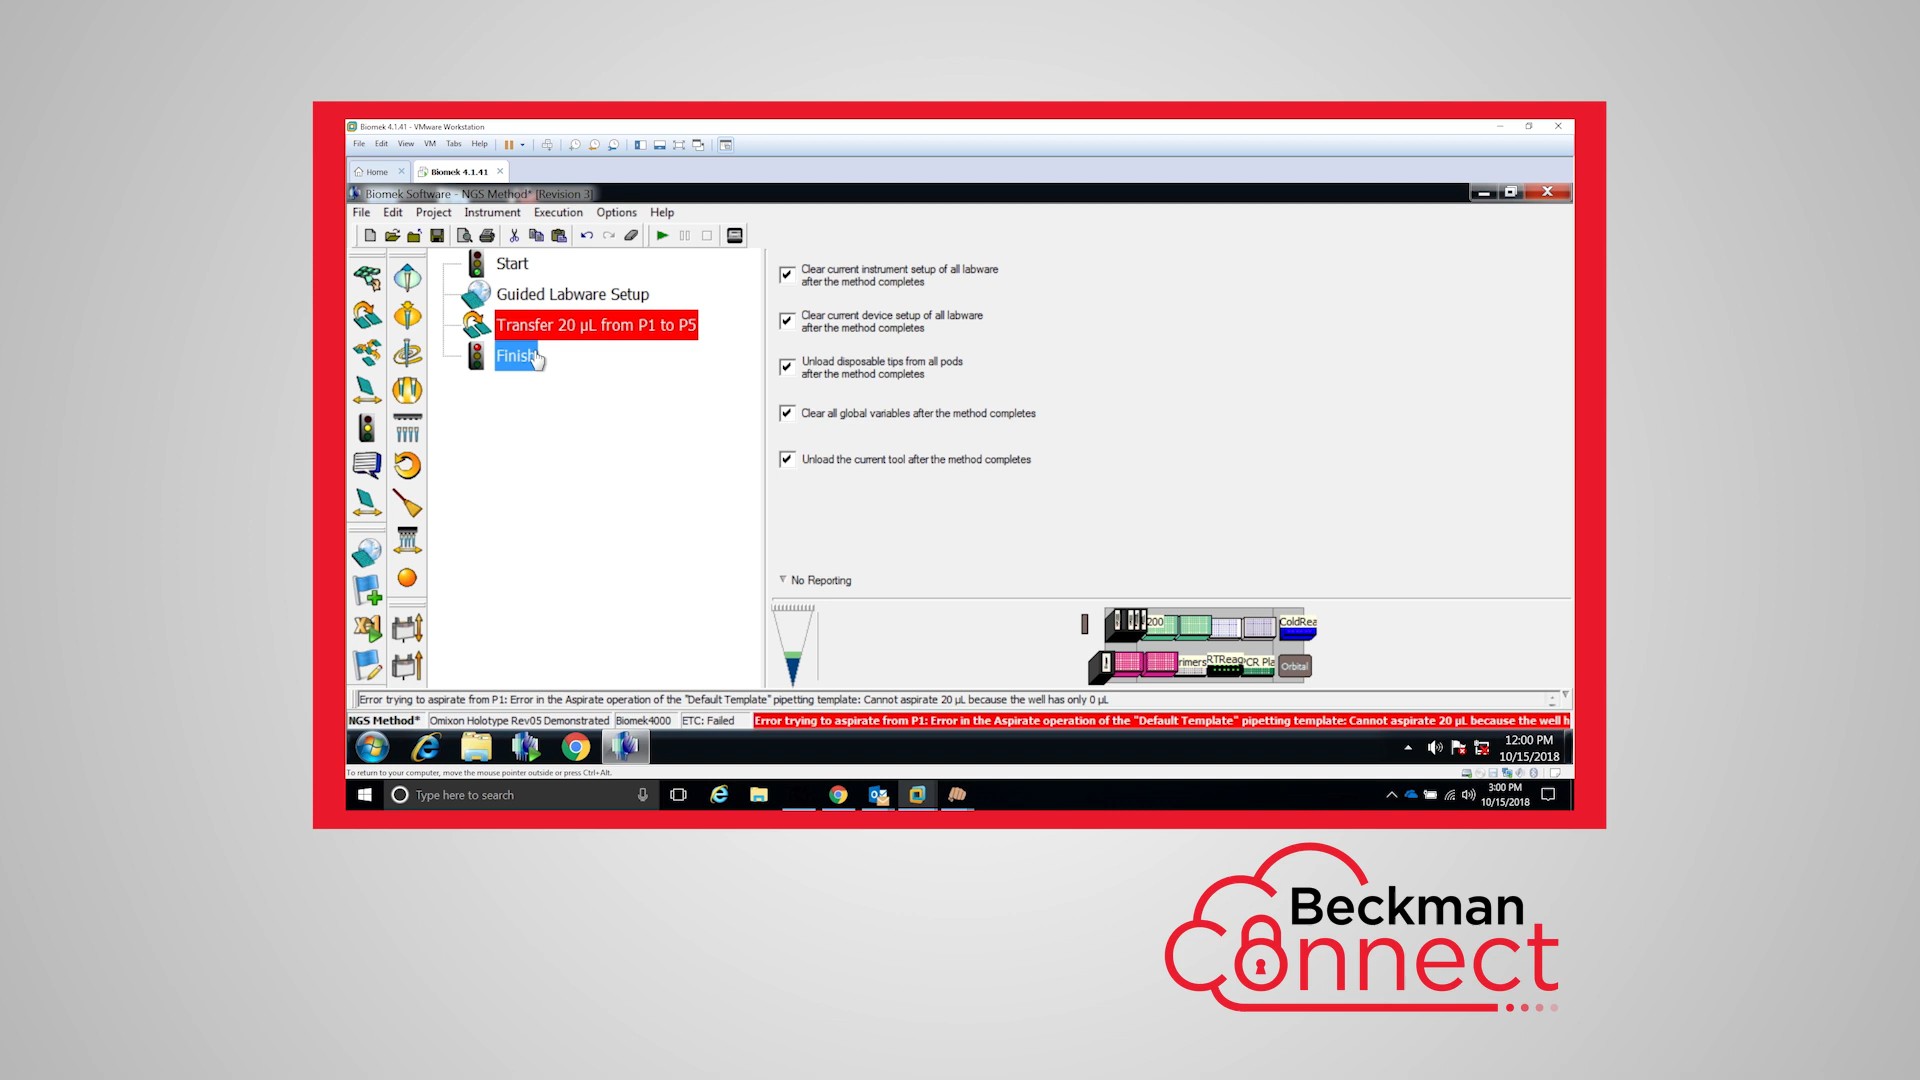 Biomek 4.1.41 - VMware Workstation
File Edit View VM Tabs Help
Home
Biomek 4.1.41
Biomek Software - NGS Method* [Revision 3]
File Edit Project Instrument Execution Options Help
Start
Guided Labware Setup
Transfer 20 µL from P1 to P5
Finish
Clear current instrument setup of all labware
after the method completes
Clear current device setup of all labware
after the method completes
Unload disposable tips from all pods
after the method completes
Clear all global variables after the method completes
Unload the current tool after the method completes
No Reporting
200
ColdRea
rimers RTReag CR Pla Orbital
Error trying to aspirate from P1: Error in the Aspirate operation of the "Default Template" pipetting template: Cannot aspirate 20 µL because the well has only 0 µL
NGS Method* Omixon Holotype Rev05 Demonstrated Biomek4000 ETC: Failed Error trying to aspirate from P1: Error in the Aspirate operation of the "Default Template" pipetting template: Cannot aspirate 20 µL because the well h
12:00 PM
10/15/2018
To return to your computer, move the mouse pointer outside or press Ctrl+Alt.
Type here to search
3:00 PM
10/15/2018
Beckman
Connect